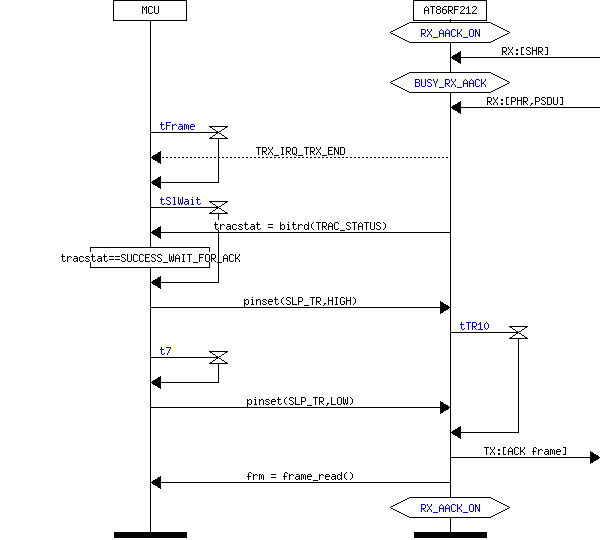 MCU
AT86RF212
RX_AACK_ON
RX:[SHR]
BUSY_RX_AACK
RX:[PHR,PSDU]
tFrame
TRX_IRQ_TRX_END
tSlWait
tracstat = bitrd(TRAC_STATUS)
tracstat==SUCCESS_WAIT_FOR_ACK
pinset(SLP_TR,HIGH)
tTR10
t7
pinset(SLP_TR,LOW)
TX:[ACK frame]
frm = frame_read()
RX_AACK_ON